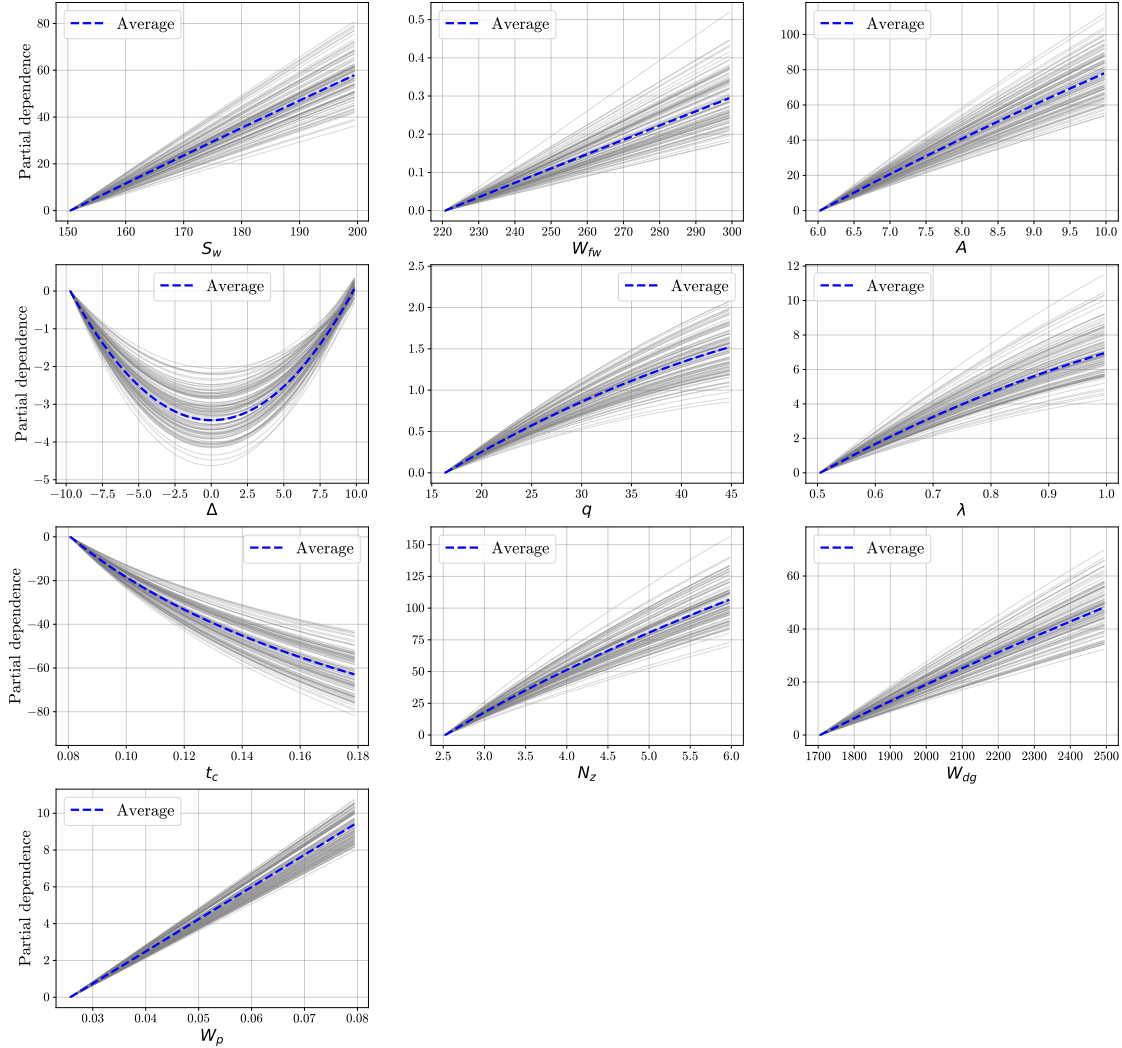 Average
Partial dependence
80
60
40
20
0
150 160 170 180 190 200
S_w
Average
0.5
0.4
0.3
0.2
0.1
0.0
220 230 240 250 260 270 280 290 300
W_fw
Average
100
80
60
40
20
0
6.0 6.5 7.0 7.5 8.0 8.5 9.0 9.5 10.0
A
Average
Partial dependence
0
−1
−2
−3
−4
−5
−10.0 −7.5 −5.0 −2.5 0.0 2.5 5.0 7.5 10.0
Δ
Average
2.5
2.0
1.5
1.0
0.5
0.0
15 20 25 30 35 40 45
q
Average
12
10
8
6
4
2
0
0.5 0.6 0.7 0.8 0.9 1.0
λ
Average
Partial dependence
0
−20
−40
−60
−80
0.08 0.10 0.12 0.14 0.16 0.18
t_c
Average
150
125
100
75
50
25
0
2.5 3.0 3.5 4.0 4.5 5.0 5.5 6.0
N_z
Average
60
40
20
0
1700 1800 1900 2000 2100 2200 2300 2400 2500
W_dg
Average
Partial dependence
10
8
6
4
2
0
0.03 0.04 0.05 0.06 0.07 0.08
W_p